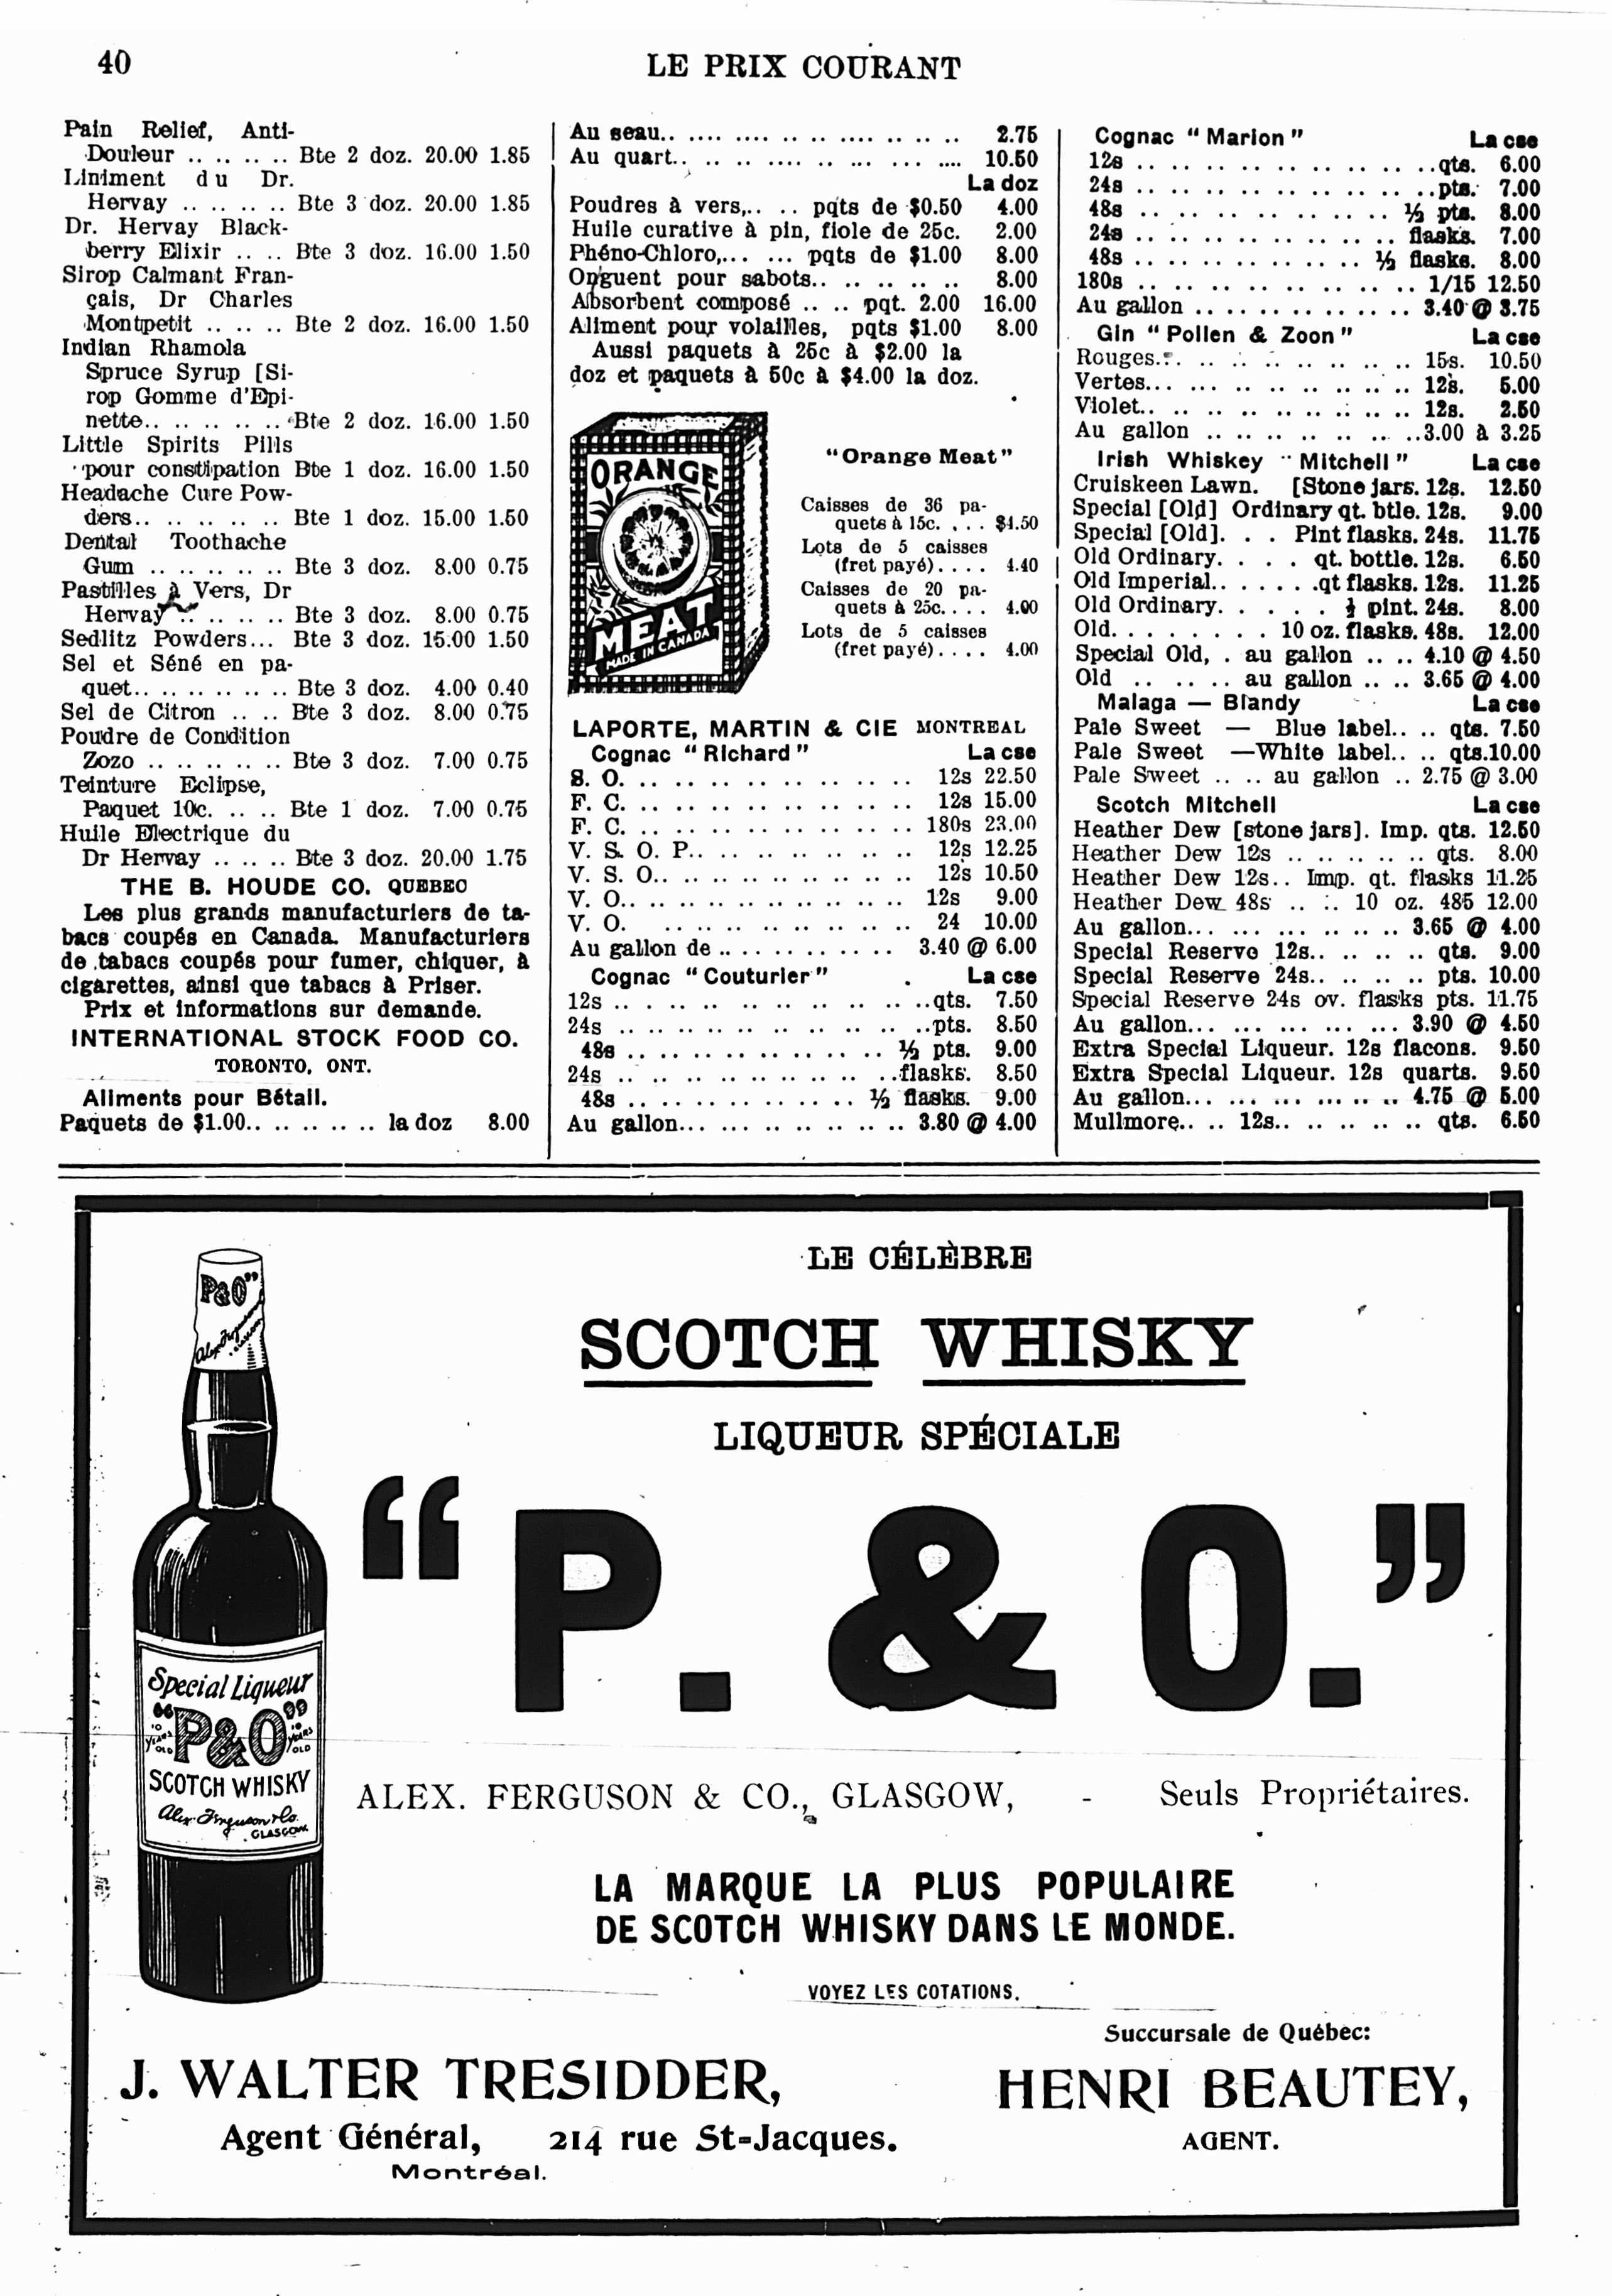 40
LE PRIX COURANT
Pain Relief, Anti-
Douleur .. .. .. Bte 2 doz. 20.00 1.85
Liniment du Dr.
Hervay .. .. .. Bte 3 doz. 20.00 1.85
Dr. Hervay Black-
berry Elixir .. .. Bte 3 doz. 16.00 1.50
Sirop Calmant Fran-
çais, Dr Charles
Montpetit .. .. .. Bte 2 doz. 16.00 1.50
Indian Rhamola
Spruce Syrup [Si-
rop Gomme d'Epi-
nette.. .. .. .. .. Bte 2 doz. 16.00 1.50
Little Spirits Pills
pour constipation Bte 1 doz. 16.00 1.50
Headache Cure Pow-
ders.. .. .. .. .. Bte 1 doz. 15.00 1.50
Dental Toothache
Gum .. .. .. .. Bte 3 doz. 8.00 0.75
Pastilles à Vers, Dr
Hervay .. .. .. .. Bte 3 doz. 8.00 0.75
Sedlitz Powders... Bte 3 doz. 15.00 1.50
Sel et Séné en pa-
quet.. .. .. .. .. Bte 3 doz. 4.00 0.40
Sel de Citron .. .. Bte 3 doz. 8.00 0.75
Poudre de Condition
Zozo .. .. .. .. Bte 3 doz. 7.00 0.75
Teinture Eclipse,
Paquet 10c. .. .. Bte 1 doz. 7.00 0.75
Huile Electrique du
Dr Hervay .. .. .. Bte 3 doz. 20.00 1.75
THE B. HOUDE CO. QUEBEC
Les plus grands manufacturiers de ta-
bacs coupés en Canada. Manufacturiers
de tabacs coupés pour fumer, chiquer, à
cigarettes, ainsi que tabacs à Priser.
Prix et informations sur demande.
INTERNATIONAL STOCK FOOD CO.
TORONTO, ONT.
Aliments pour Bétail.
Paquets de $1.00.. .. .. .. .. la doz 8.00
Au seau.. .... .... .. .... .. .. .. 2.75
Au quart.. .. .. .... .. ... ... .... 10.50
La doz
Poudres à vers,.. .. pqts de $0.50 4.00
Huile curative à pin, fiole de 25c. 2.00
Phéno-Chloro,... ... pqts de $1.00 8.00
Onguent pour sabots.. .. .. .. .. 8.00
Absorbent composé .. .. pqt. 2.00 16.00
Aliment pour volailles, pqts $1.00 8.00
Aussi paquets à 25c à $2.00 la
doz et paquets à 50c à $4.00 la doz.
ORANGE
MEAT
MADE IN CANADA
"Orange Meat"
Caisses de 36 pa-
quets à 15c. . . . $4.50
Lots de 5 caisses
(fret payé) . . . . 4.40
Caisses de 20 pa-
quets à 25c. . . . 4.00
Lots de 5 caisses
(fret payé) . . . . 4.00
LAPORTE, MARTIN & CIE MONTREAL
Cognac "Richard" La cse
S. O. .. .. .. .. .. .. .. .. 12s 22.50
F. C. .. .. .. .. .. .. .. .. 12s 15.00
F. C. .. .. .. .. .. .. .. .. 180s 23.00
V. S. O. P.. .. .. .. .. .. .. 12s 12.25
V. S. O.. .. .. .. .. .. .. .. 12s 10.50
V. O.. .. .. .. .. .. .. .. .. 12s 9.00
V. O. .. .. .. .. .. .. .. .. 24 10.00
Au gallon de .. .. .. .. .. 3.40 @ 6.00
Cognac "Couturier" La cse
12s .. .. .. .. .. .. .. .. .. ..qts. 7.50
24s .. .. .. .. .. .. .. .. .. ..pts. 8.50
48s .. .. .. .. .. .. .. .. ½ pts. 9.00
24s .. .. .. .. .. .. .. .. ..flasks. 8.50
48s .. .. .. .. .. .. .. .. ½ flasks. 9.00
Au gallon... ... .. .. .. .. .. 3.80 @ 4.00
Cognac "Marion" La cse
12s .. .. .. .. .. .. .. .. .. ..qts. 6.00
24s .. .. .. .. .. .. .. .. .. ..pts. 7.00
48s .. .. .. .. .. .. .. .. ½ pts. 8.00
24s .. .. .. .. .. .. .. .. flasks. 7.00
48s .. .. .. .. .. .. .. ½ flasks. 8.00
180s .. .. .. .. .. .. .. .. 1/15 12.50
Au gallon .. .. .. .. .. .. .. 3.40 @ 3.75
Gin "Pollen & Zoon" La cse
Rouges.. .. .. .. .. .. .. .. 15s. 10.50
Vertes... .. .. .. .. .. .. .. 12s. 5.00
Violet.. .. .. .. .. .. .. .. 12s. 2.50
Au gallon .. .. .. .. .. .. ..3.00 à 3.25
Irish Whiskey "Mitchell" La cse
Cruiskeen Lawn. [Stone jars. 12s. 12.50
Special [Old] Ordinary qt. btle. 12s. 9.00
Special [Old]. . . Pint flasks. 24s. 11.75
Old Ordinary. . . . qt. bottle. 12s. 6.50
Old Imperial.. . . . . .qt flasks. 12s. 11.25
Old Ordinary. . . . . ½ pint. 24s. 8.00
Old. . . . . . . . 10 oz. flasks. 48s. 12.00
Special Old, . au gallon .. .. 4.10 @ 4.50
Old .. .. .. au gallon .. .. 3.65 @ 4.00
Malaga — Blandy La cse
Pale Sweet — Blue label.. .. qts. 7.50
Pale Sweet —White label.. .. qts.10.00
Pale Sweet .. .. au gallon .. 2.75 @ 3.00
Scotch Mitchell La cse
Heather Dew [stone jars]. Imp. qts. 12.50
Heather Dew 12s .. .. .. .. .. qts. 8.00
Heather Dew 12s.. Imp. qt. flasks 11.25
Heather Dew 48s .. .. 10 oz. 485 12.00
Au gallon... ... ... .. .. .. 3.65 @ 4.00
Special Reserve 12s.. .. .. .. qts. 9.00
Special Reserve 24s.. .. .. .. pts. 10.00
Special Reserve 24s ov. flasks pts. 11.75
Au gallon... ... ... ... ... 3.90 @ 4.50
Extra Special Liqueur. 12s flacons. 9.50
Extra Special Liqueur. 12s quarts. 9.50
Au gallon... ... ... ... .. .. 4.75 @ 5.00
Mullmore.. .. 12s.. .. .. .. .. qts. 6.50
LE CÉLÈBRE
SCOTCH WHISKY
LIQUEUR SPÉCIALE
"P. & O."
P&O"
Alex Ferguson
Special Liqueur
"P&O"
10 YEARS OLD
10 YEARS OLD
SCOTCH WHISKY
Alex Ferguson & Co.
GLASGOW.
ALEX. FERGUSON & CO., GLASGOW, - Seuls Propriétaires.
LA MARQUE LA PLUS POPULAIRE
DE SCOTCH WHISKY DANS LE MONDE.
VOYEZ LES COTATIONS.
J. WALTER TRESIDDER,
Agent Général, 214 rue St-Jacques.
Montréal.
Succursale de Québec:
HENRI BEAUTEY,
AGENT.